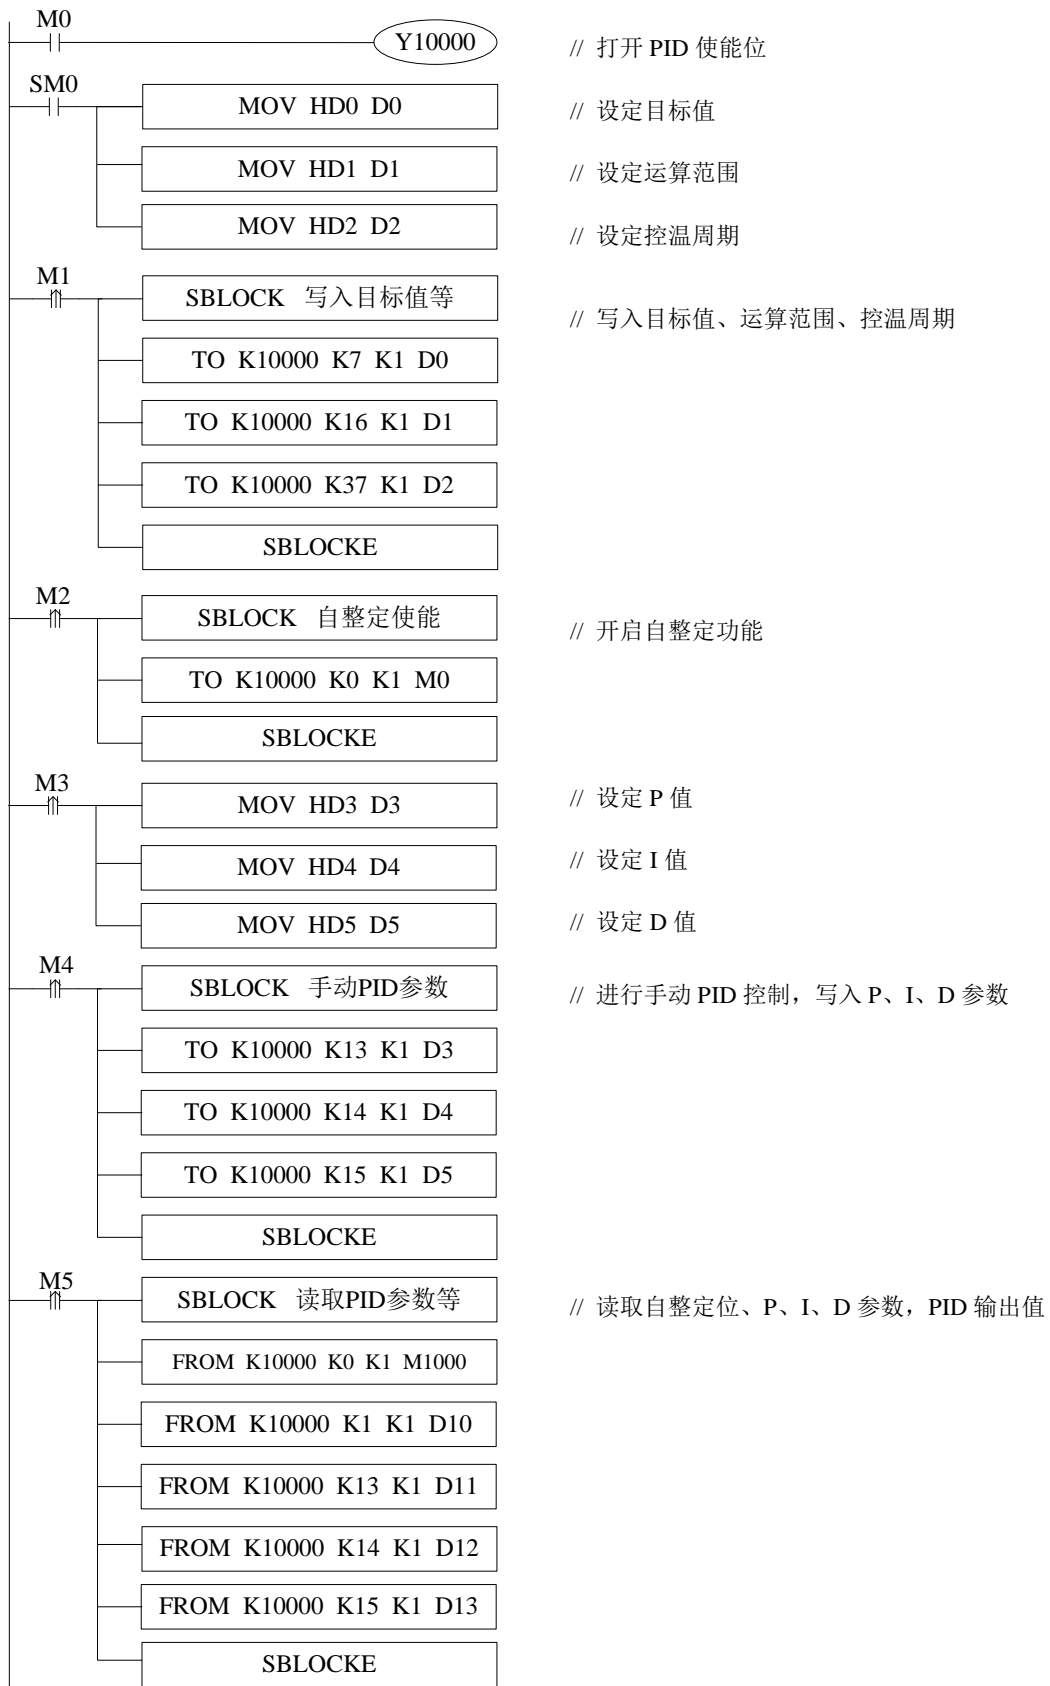 M0
Y10000
// 打开 PID 使能位
SM0
MOV HD0 D0
// 设定目标值
MOV HD1 D1
// 设定运算范围
MOV HD2 D2
// 设定控温周期
M1
SBLOCK 写入目标值等
// 写入目标值、运算范围、控温周期
TO K10000 K7 K1 D0
TO K10000 K16 K1 D1
TO K10000 K37 K1 D2
SBLOCKE
M2
SBLOCK 自整定使能
// 开启自整定功能
TO K10000 K0 K1 M0
SBLOCKE
M3
MOV HD3 D3
// 设定 P 值
MOV HD4 D4
// 设定 I 值
MOV HD5 D5
// 设定 D 值
M4
SBLOCK 手动PID参数
// 进行手动 PID 控制，写入 P、I、D 参数
TO K10000 K13 K1 D3
TO K10000 K14 K1 D4
TO K10000 K15 K1 D5
SBLOCKE
M5
SBLOCK 读取PID参数等
// 读取自整定位、P、I、D 参数，PID 输出值
FROM K10000 K0 K1 M1000
FROM K10000 K1 K1 D10
FROM K10000 K13 K1 D11
FROM K10000 K14 K1 D12
FROM K10000 K15 K1 D13
SBLOCKE